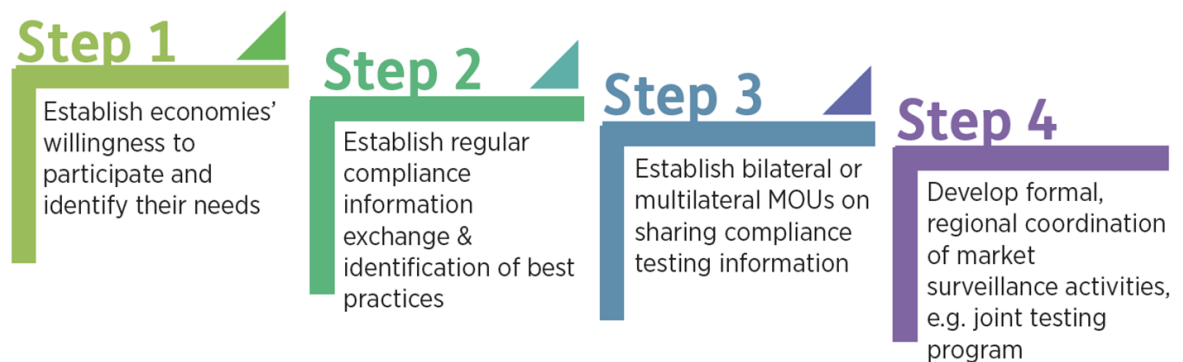 Step 1
Establish economies’
willingness to
participate and
identify their needs
Step 2
Establish regular
compliance
information
exchange &
identification of best
practices
Step 3
Establish bilateral or
multilateral MOUs on
sharing compliance
testing information
Step 4
Develop formal,
regional coordination
of market
surveillance activities,
e.g. joint testing
program